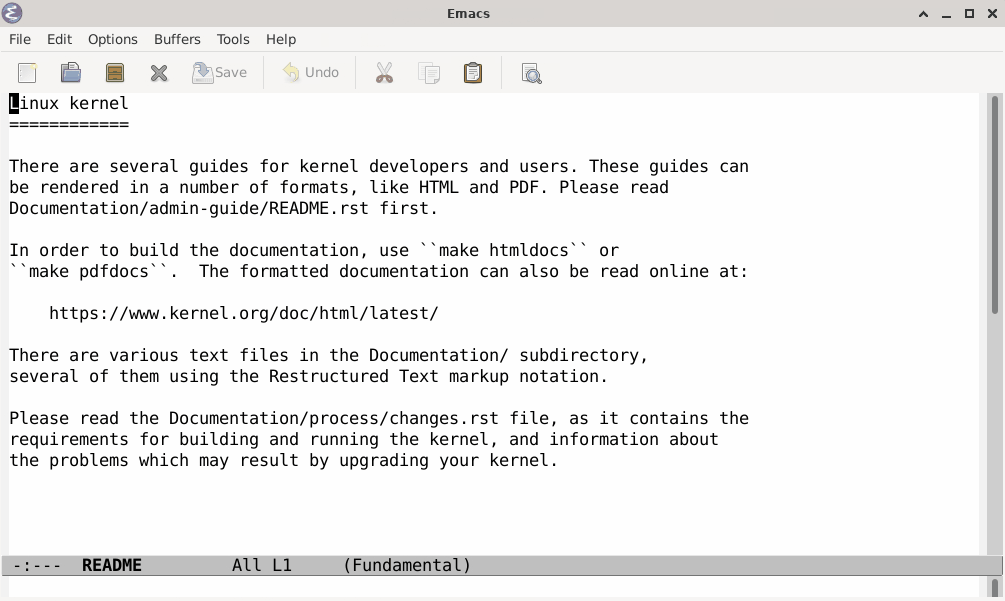 Emacs
File Edit Options Buffers Tools Help
Save Undo
Linux kernel
============
There are several guides for kernel developers and users. These guides can
be rendered in a number of formats, like HTML and PDF. Please read
Documentation/admin-guide/README.rst first.
In order to build the documentation, use ``make htmldocs`` or
``make pdfdocs``.  The formatted documentation can also be read online at:
https://www.kernel.org/doc/html/latest/
There are various text files in the Documentation/ subdirectory,
several of them using the Restructured Text markup notation.
Please read the Documentation/process/changes.rst file, as it contains the
requirements for building and running the kernel, and information about
the problems which may result by upgrading your kernel.
-:--- README All L1 (Fundamental)